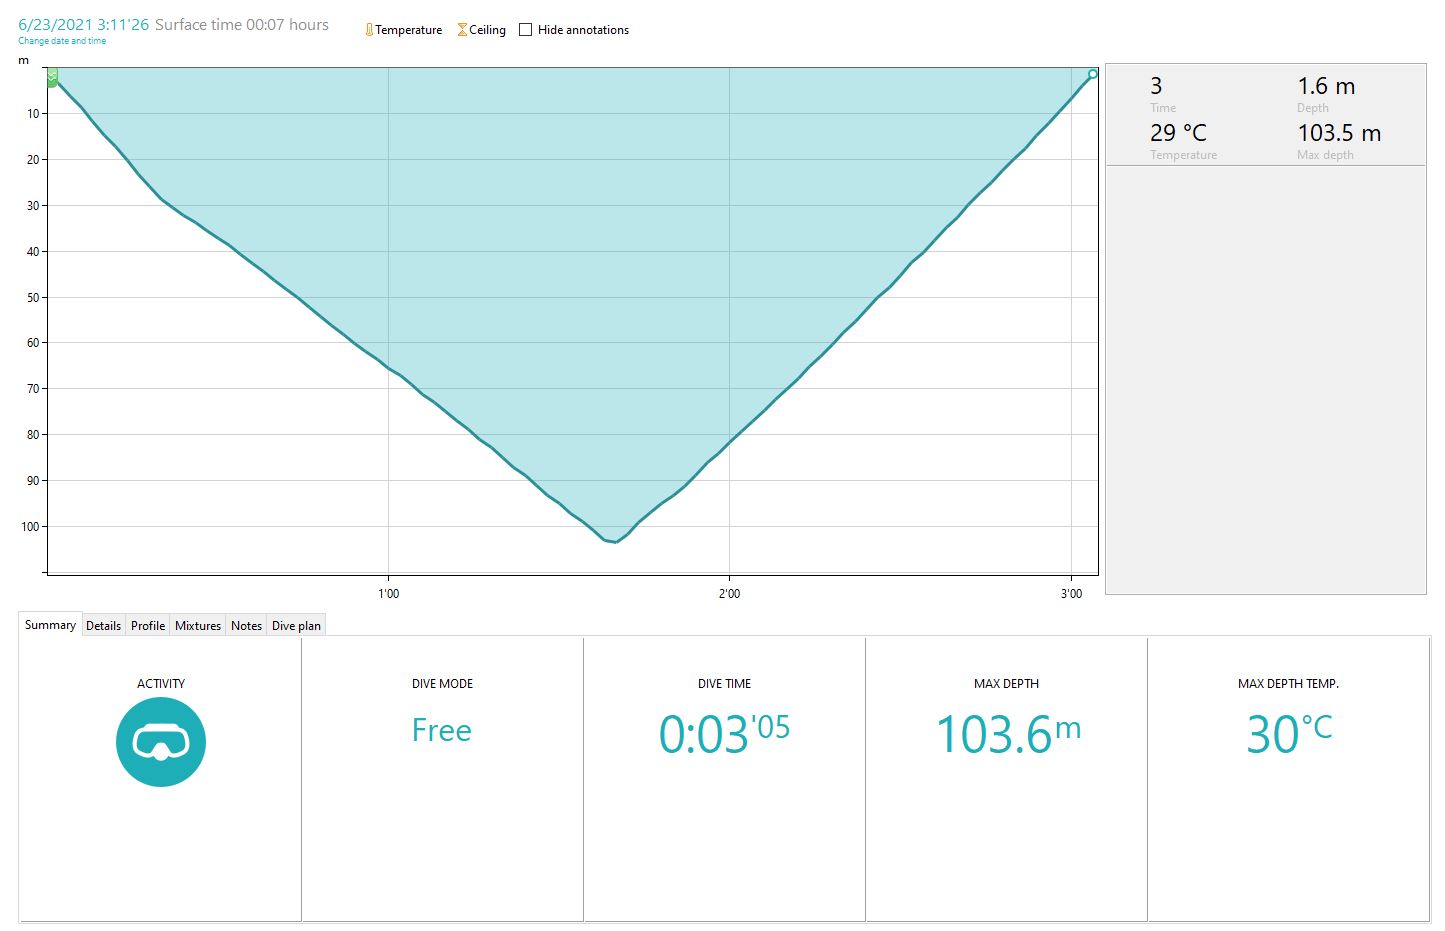 6/23/2021 3:11'26 Surface time 00:07 hours
Change date and time
Temperature Ceiling Hide annotations
m
10
20
30
40
50
60
70
80
90
100
1'00 2'00 3'00
3 1.6 m
Time Depth
29 °C 103.5 m
Temperature Max depth
Summary Details Profile Mixtures Notes Dive plan
ACTIVITY DIVE MODE DIVE TIME MAX DEPTH MAX DEPTH TEMP.
Free 0:03'05 103.6m 30°C